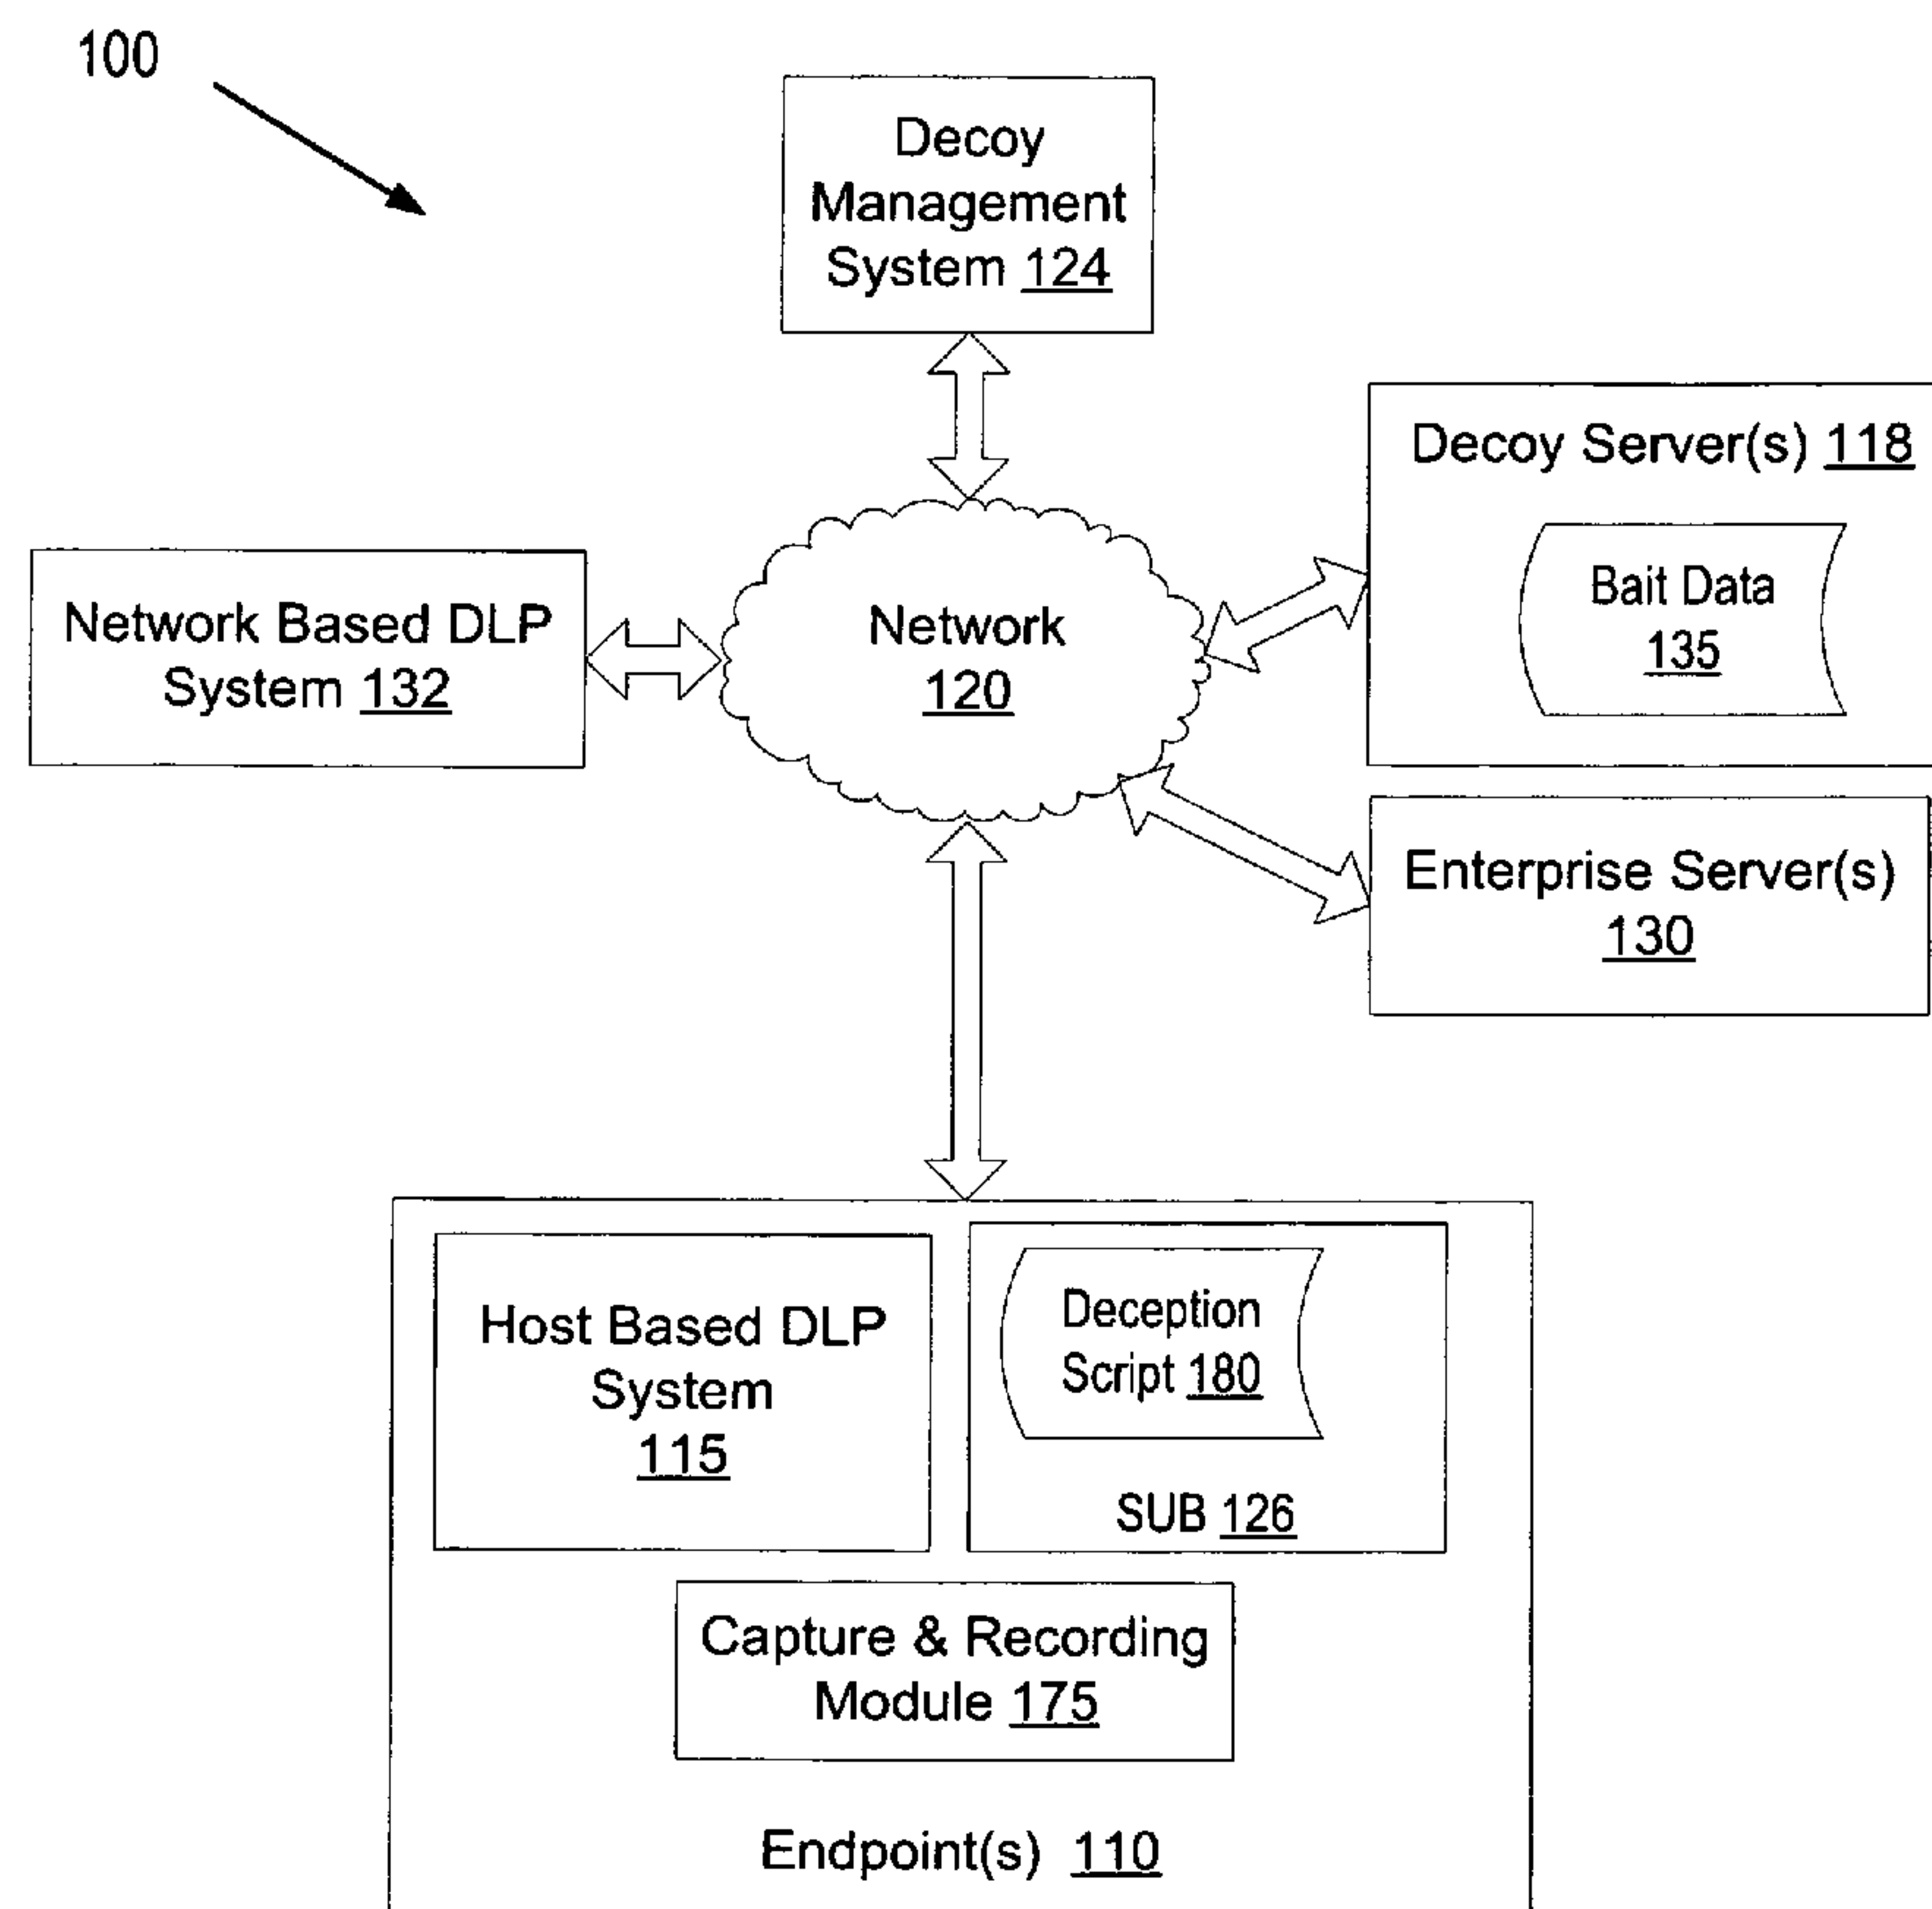 100
Decoy
Management
System 124
Decoy Server(s) 118
Bait Data
135
Network Based DLP
System 132
Network
120
Enterprise Server(s)
130
Host Based DLP
System
115
Deception
Script 180
SUB 126
Capture & Recording
Module 175
Endpoint(s) 110